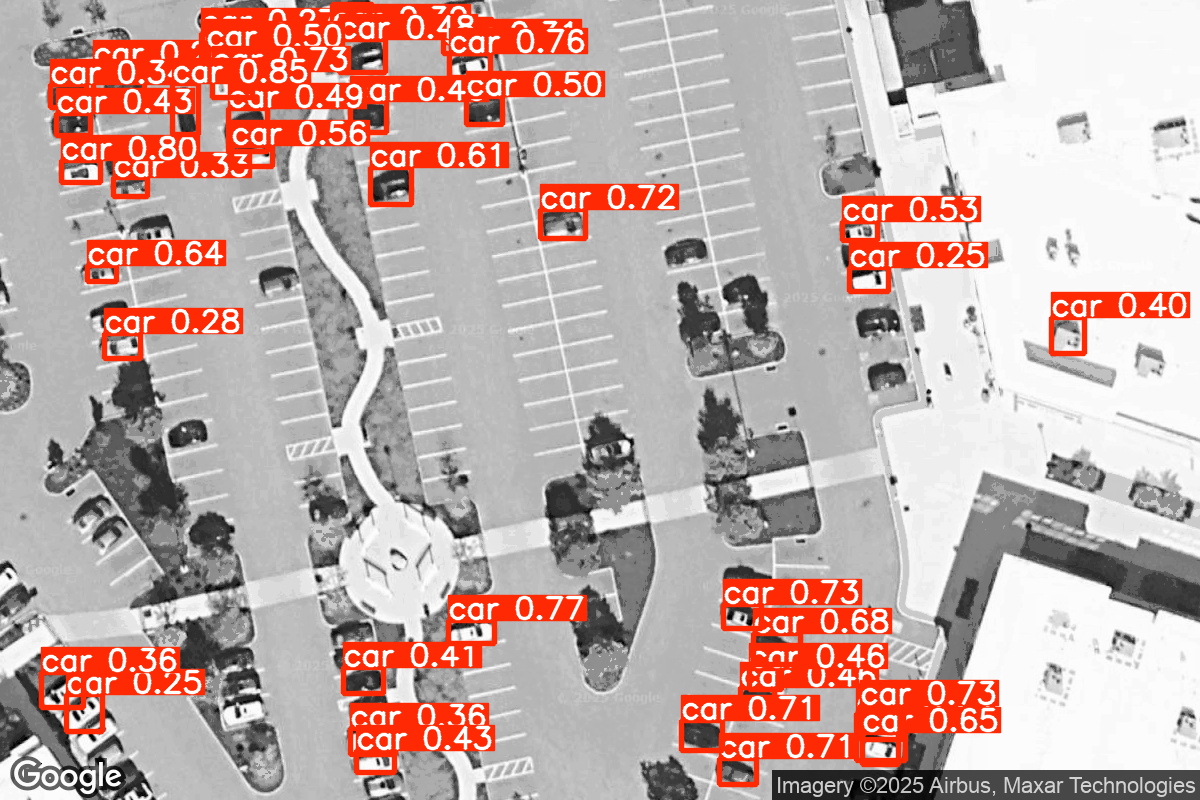 car 0.50
car 0.76
car 0.85
car 0.50
car 0.43
car 0.49
car 0.56
car 0.80
car 0.33
car 0.61
car 0.72
car 0.53
car 0.64
car 0.25
car 0.28
car 0.40
car 0.73
car 0.77
car 0.68
car 0.41
car 0.46
car 0.36
car 0.25
car 0.73
car 0.71
car 0.65
car 0.36
car 0.43
car 0.71
Google
Imagery ©2025 Airbus, Maxar Technologies